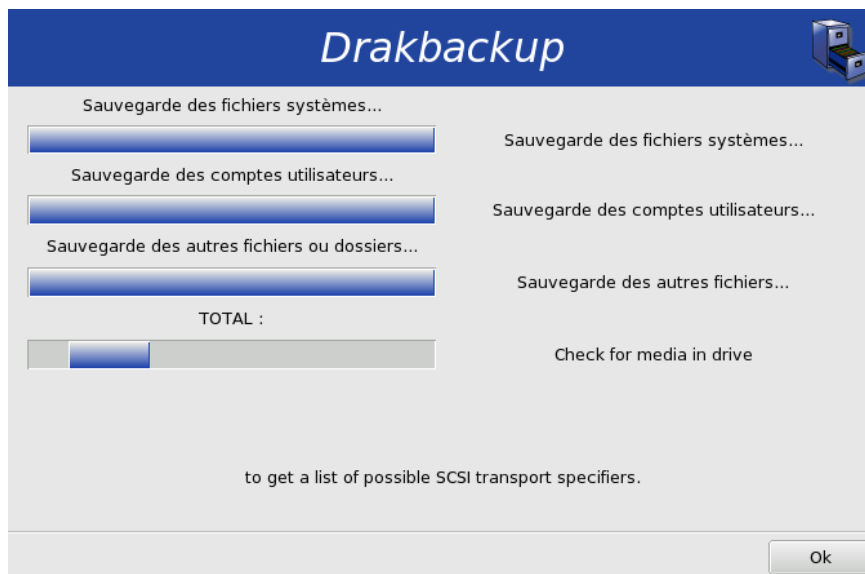 Drakbackup
Sauvegarde des fichiers systèmes...
Sauvegarde des fichiers systèmes...
Sauvegarde des comptes utilisateurs...
Sauvegarde des comptes utilisateurs...
Sauvegarde des autres fichiers ou dossiers...
Sauvegarde des autres fichiers...
TOTAL :
Check for media in drive
to get a list of possible SCSI transport specifiers.
Ok